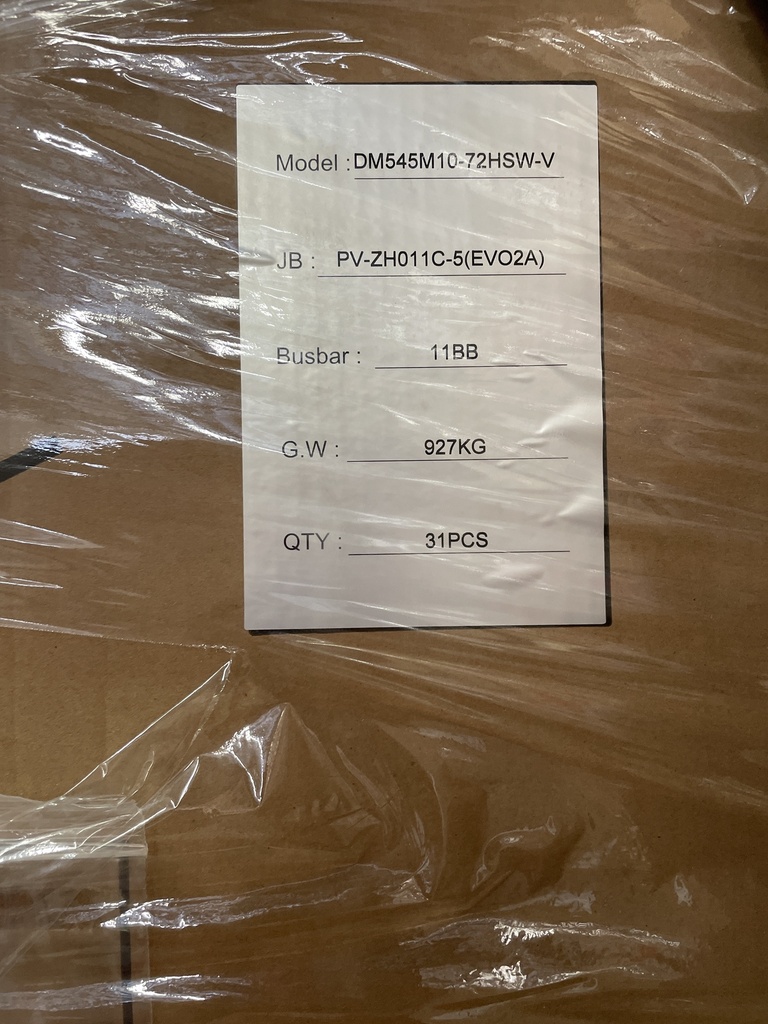 Model : DM545M10-72HSW-V
JB : PV-ZH011C-5(EVO2A)
Busbar : 11BB
G.W : 927KG
QTY : 31PCS